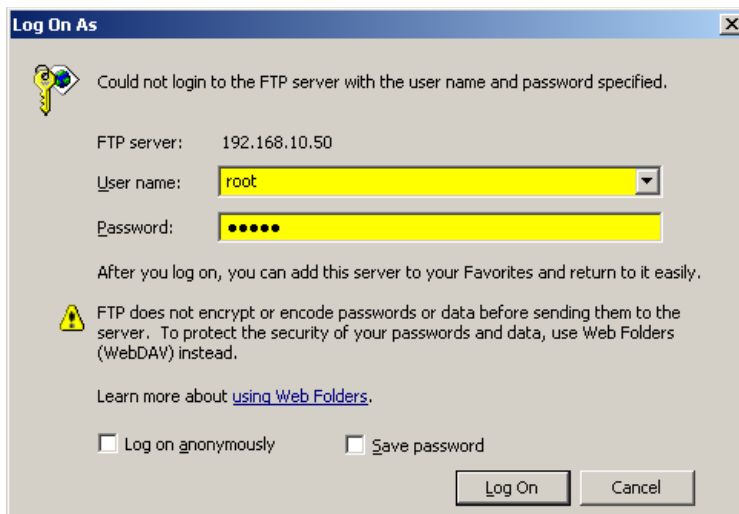 Log On As
Could not login to the FTP server with the user name and password specified.
FTP server: 192.168.10.50
User name: root
Password: •••••
After you log on, you can add this server to your Favorites and return to it easily.
FTP does not encrypt or encode passwords or data before sending them to the
server. To protect the security of your passwords and data, use Web Folders
(WebDAV) instead.
Learn more about using Web Folders.
Log on anonymously Save password
Log On Cancel